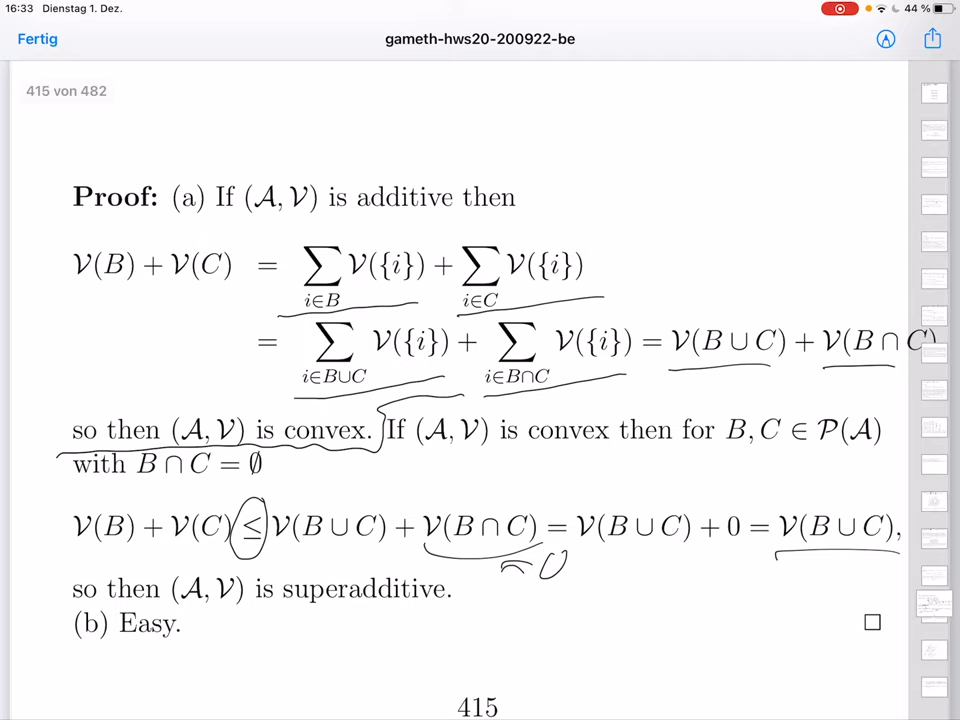 16:33 Dienstag 1. Dez. 44 %
Fertig gameth-hws20-200922-be
415 von 482
Proof: (a) If (𝒜, 𝒱) is additive then
𝒱(B) + 𝒱(C) = ∑_{i∈B} 𝒱({i}) + ∑_{i∈C} 𝒱({i})
= ∑_{i∈B∪C} 𝒱({i}) + ∑_{i∈B∩C} 𝒱({i}) = 𝒱(B ∪ C) + 𝒱(B ∩ C)
so then (𝒜, 𝒱) is convex. If (𝒜, 𝒱) is convex then for B, C ∈ 𝒫(𝒜)
with B ∩ C = ∅
𝒱(B) + 𝒱(C) ≤ 𝒱(B ∪ C) + 𝒱(B ∩ C) = 𝒱(B ∪ C) + 0 = 𝒱(B ∪ C),
= 0
so then (𝒜, 𝒱) is superadditive.
(b) Easy. □
415